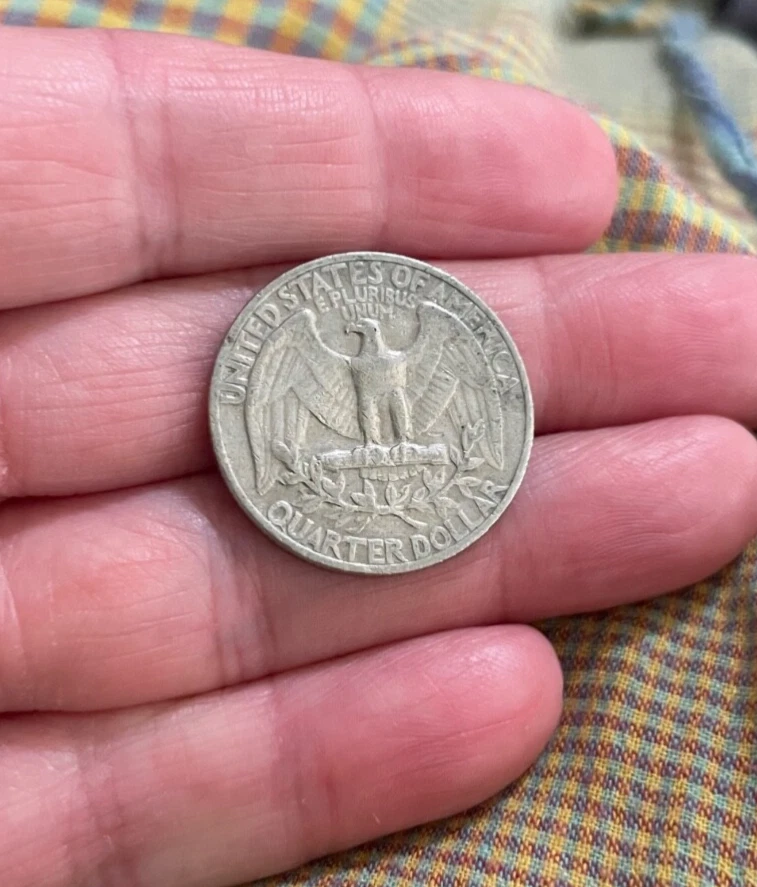 UNITED STATES OF AMERICA
E PLURIBUS
UNUM
QUARTER DOLLAR